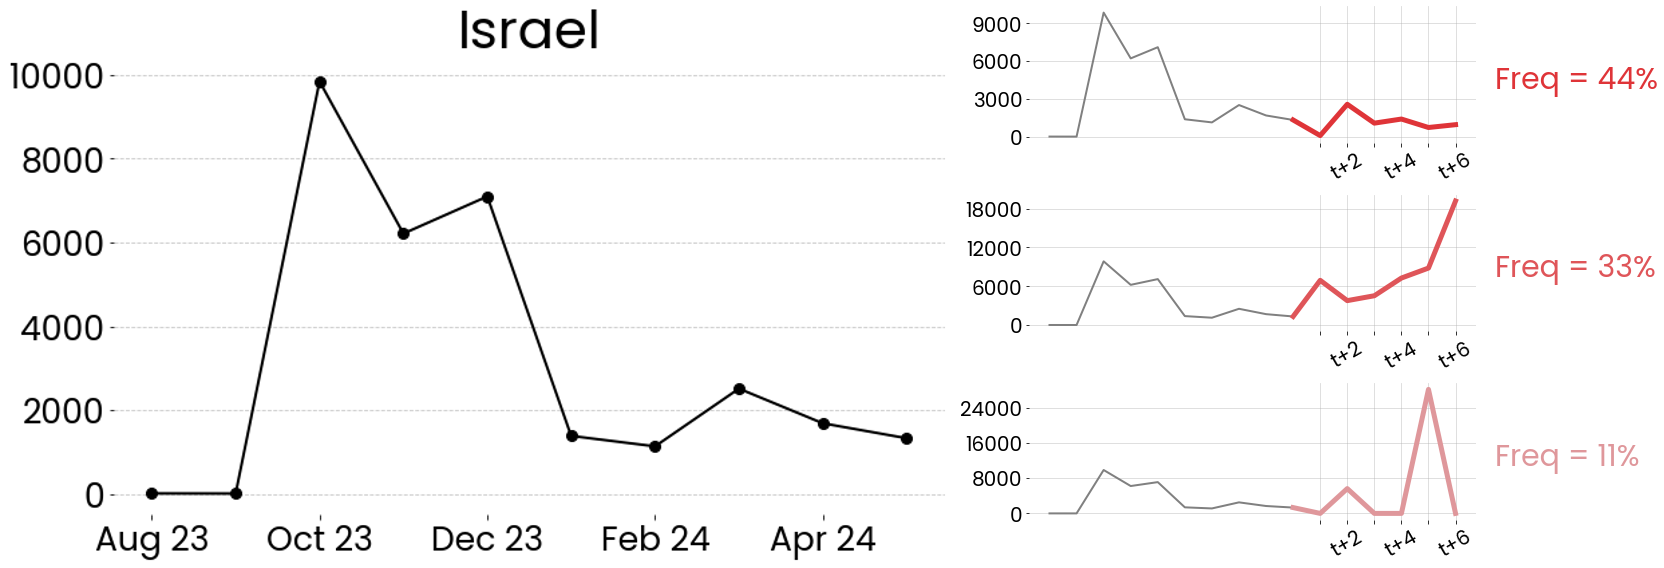 Israel
10000
8000
6000
4000
2000
0
Aug 23 Oct 23 Dec 23 Feb 24 Apr 24
9000
6000
3000
0
t+2 t+4 t+6
Freq = 44%
18000
12000
6000
0
t+2 t+4 t+6
Freq = 33%
24000
16000
8000
0
t+2 t+4 t+6
Freq = 11%